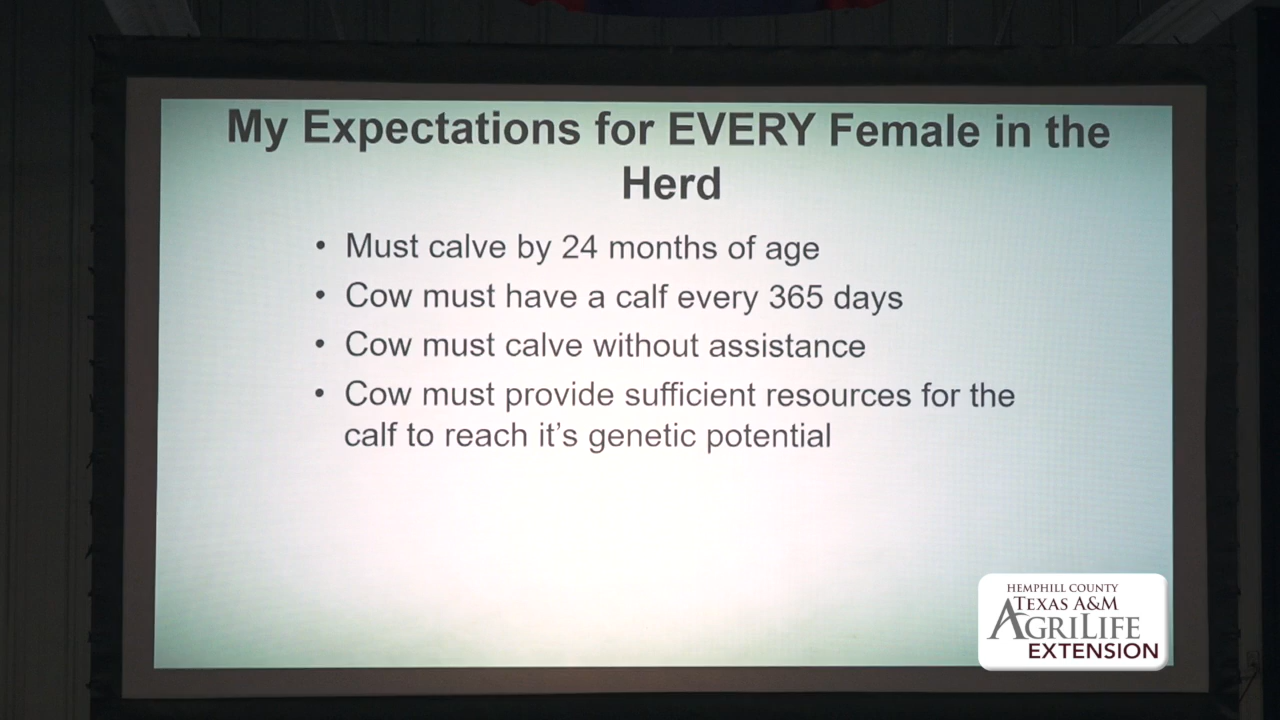 My Expectations for EVERY Female in the
Herd
• Must calve by 24 months of age
• Cow must have a calf every 365 days
• Cow must calve without assistance
• Cow must provide sufficient resources for the
calf to reach it's genetic potential
HEMPHILL COUNTY
TEXAS A&M
AGRILIFE
EXTENSION